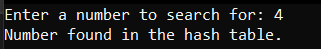 Enter a number to search for: 4
Number found in the hash table.